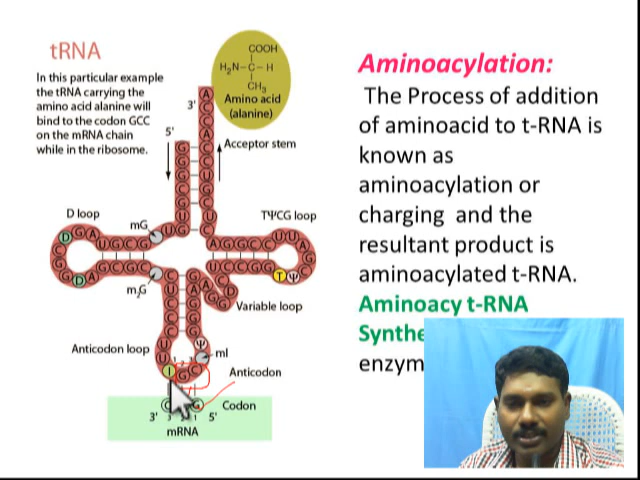 tRNA
In this particular example
the tRNA carrying the
amino acid alanine will
bind to the codon GCC
on the mRNA chain
while in the ribosome.
COOH
H₂N–C–H
CH₃
Amino acid
(alanine)
3'
5'
Acceptor stem
D loop
mG
TΨCG loop
m₂G
Variable loop
Anticodon loop
mI
Anticodon
Codon
3'
5'
mRNA
Aminoacylation:
The Process of addition
of aminoacid to t-RNA is
known as
aminoacylation or
charging and the
resultant product is
aminoacylated t-RNA.
Aminoacy t-RNA
Synthe
enzym